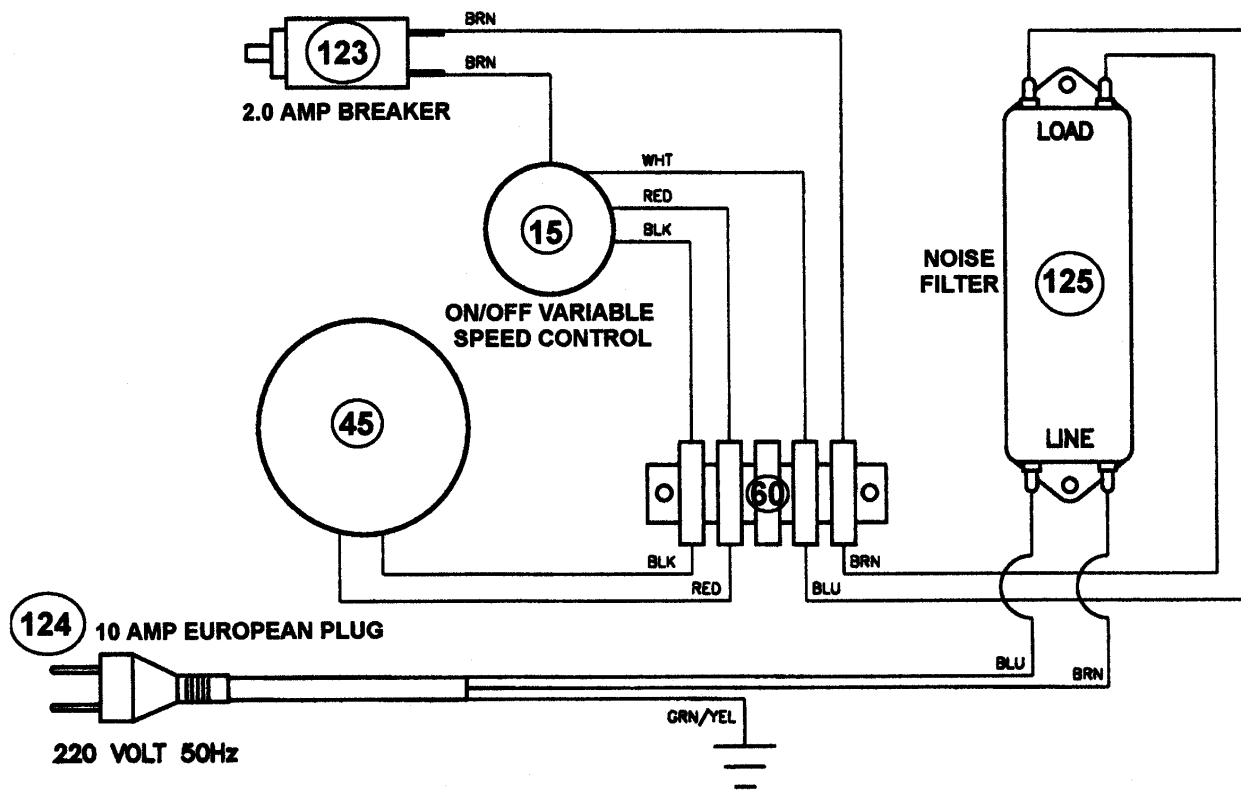 BRN
123
BRN
2.0 AMP BREAKER
LOAD
WHT
RED
15
BLK
NOISE
FILTER
125
ON/OFF VARIABLE
SPEED CONTROL
45
LINE
60
BLK
BRN
RED
BLU
124
10 AMP EUROPEAN PLUG
BLU
BRN
GRN/YEL
220 VOLT 50Hz